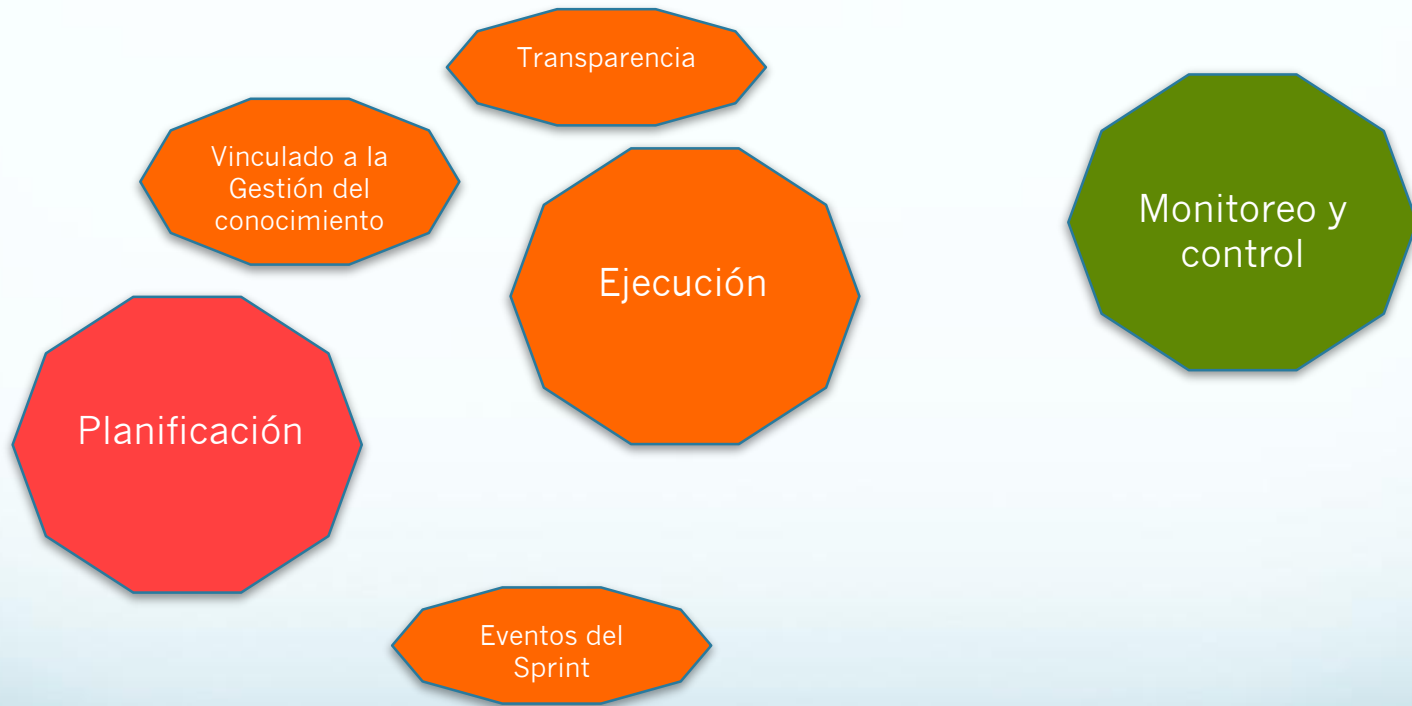 Transparencia
Vinculado a la
Gestión del
conocimiento
Ejecución
Monitoreo y
control
Planificación
Eventos del
Sprint